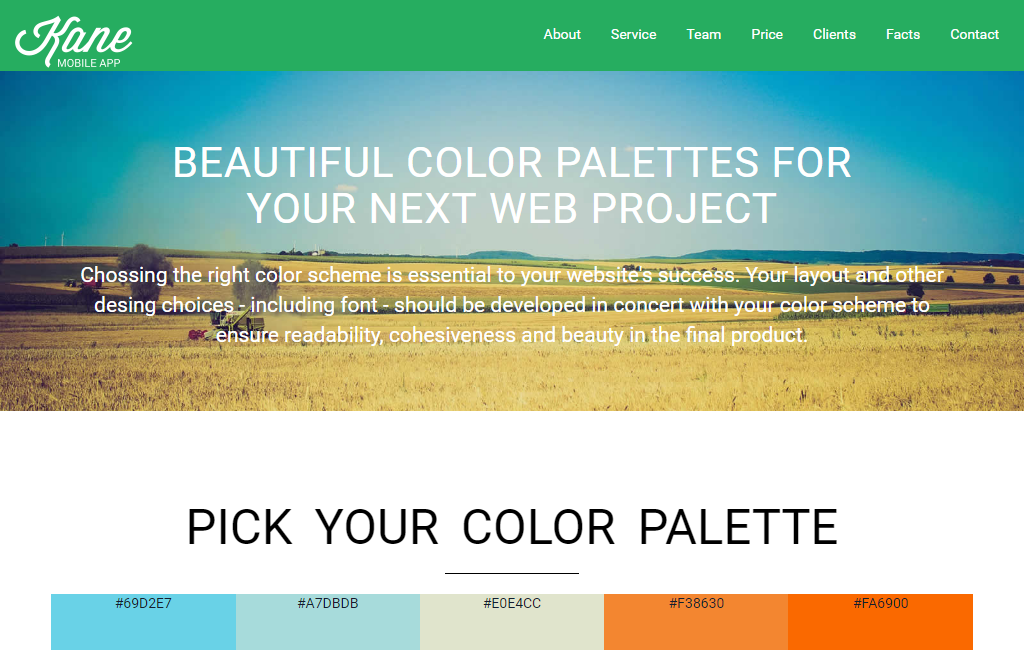 Kane
MOBILE APP
About Service Team Price Clients Facts Contact
BEAUTIFUL COLOR PALETTES FOR
YOUR NEXT WEB PROJECT
Chossing the right color scheme is essential to your website's success. Your layout and other
desing choices - including font - should be developed in concert with your color scheme to
ensure readability, cohesiveness and beauty in the final product.
PICK YOUR COLOR PALETTE
#69D2E7 #A7DBDB #E0E4CC #F38630 #FA6900